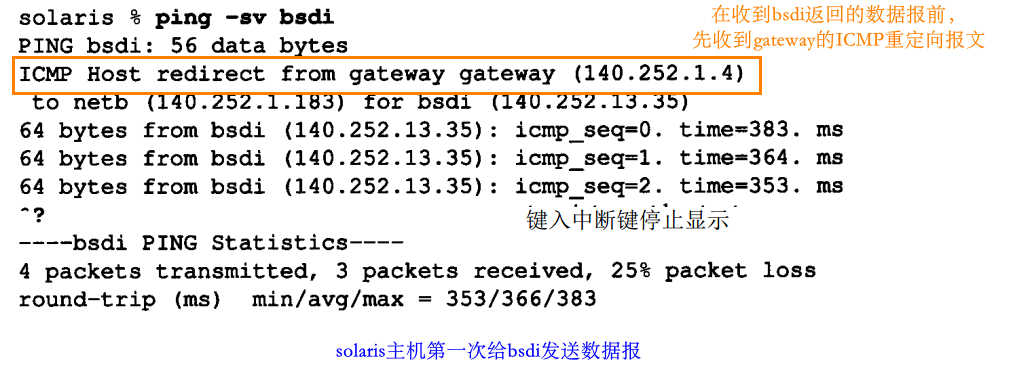 solaris % ping -sv bsdi
在收到bsdi返回的数据报前，
先收到gateway的ICMP重定向报文
PING bsdi: 56 data bytes
ICMP Host redirect from gateway gateway (140.252.1.4)
to netb (140.252.1.183) for bsdi (140.252.13.35)
64 bytes from bsdi (140.252.13.35): icmp_seq=0. time=383. ms
64 bytes from bsdi (140.252.13.35): icmp_seq=1. time=364. ms
64 bytes from bsdi (140.252.13.35): icmp_seq=2. time=353. ms
^?
键入中断键停止显示
----bsdi PING Statistics----
4 packets transmitted, 3 packets received, 25% packet loss
round-trip (ms)  min/avg/max = 353/366/383
solaris主机第一次给bsdi发送数据报